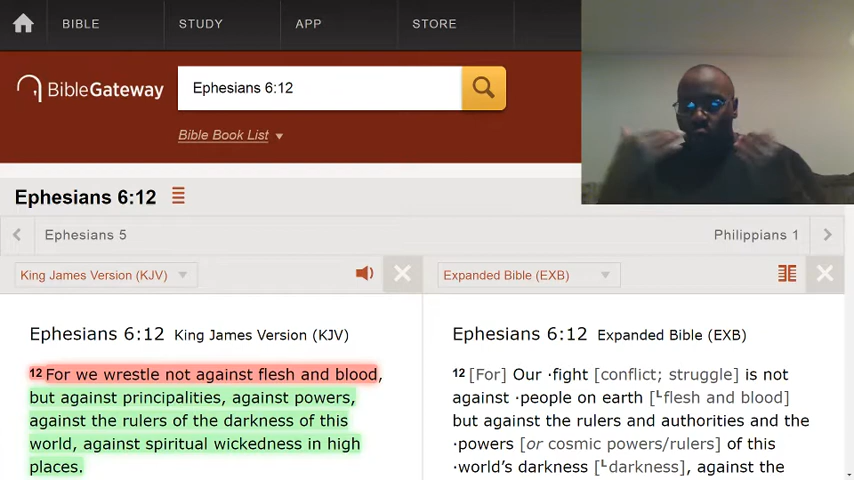 BIBLE STUDY APP STORE
BibleGateway
Ephesians 6:12
Bible Book List
Ephesians 6:12
Ephesians 5
Philippians 1
King James Version (KJV)
Expanded Bible (EXB)
Ephesians 6:12 King James Version (KJV)
12 For we wrestle not against flesh and blood,
but against principalities, against powers,
against the rulers of the darkness of this
world, against spiritual wickedness in high
places.
Ephesians 6:12 Expanded Bible (EXB)
12 [For] Our ·fight [conflict; struggle] is not
against ·people on earth [ᴸflesh and blood]
but against the rulers and authorities and the
·powers [or cosmic powers/rulers] of this
·world’s darkness [ᴸdarkness], against the